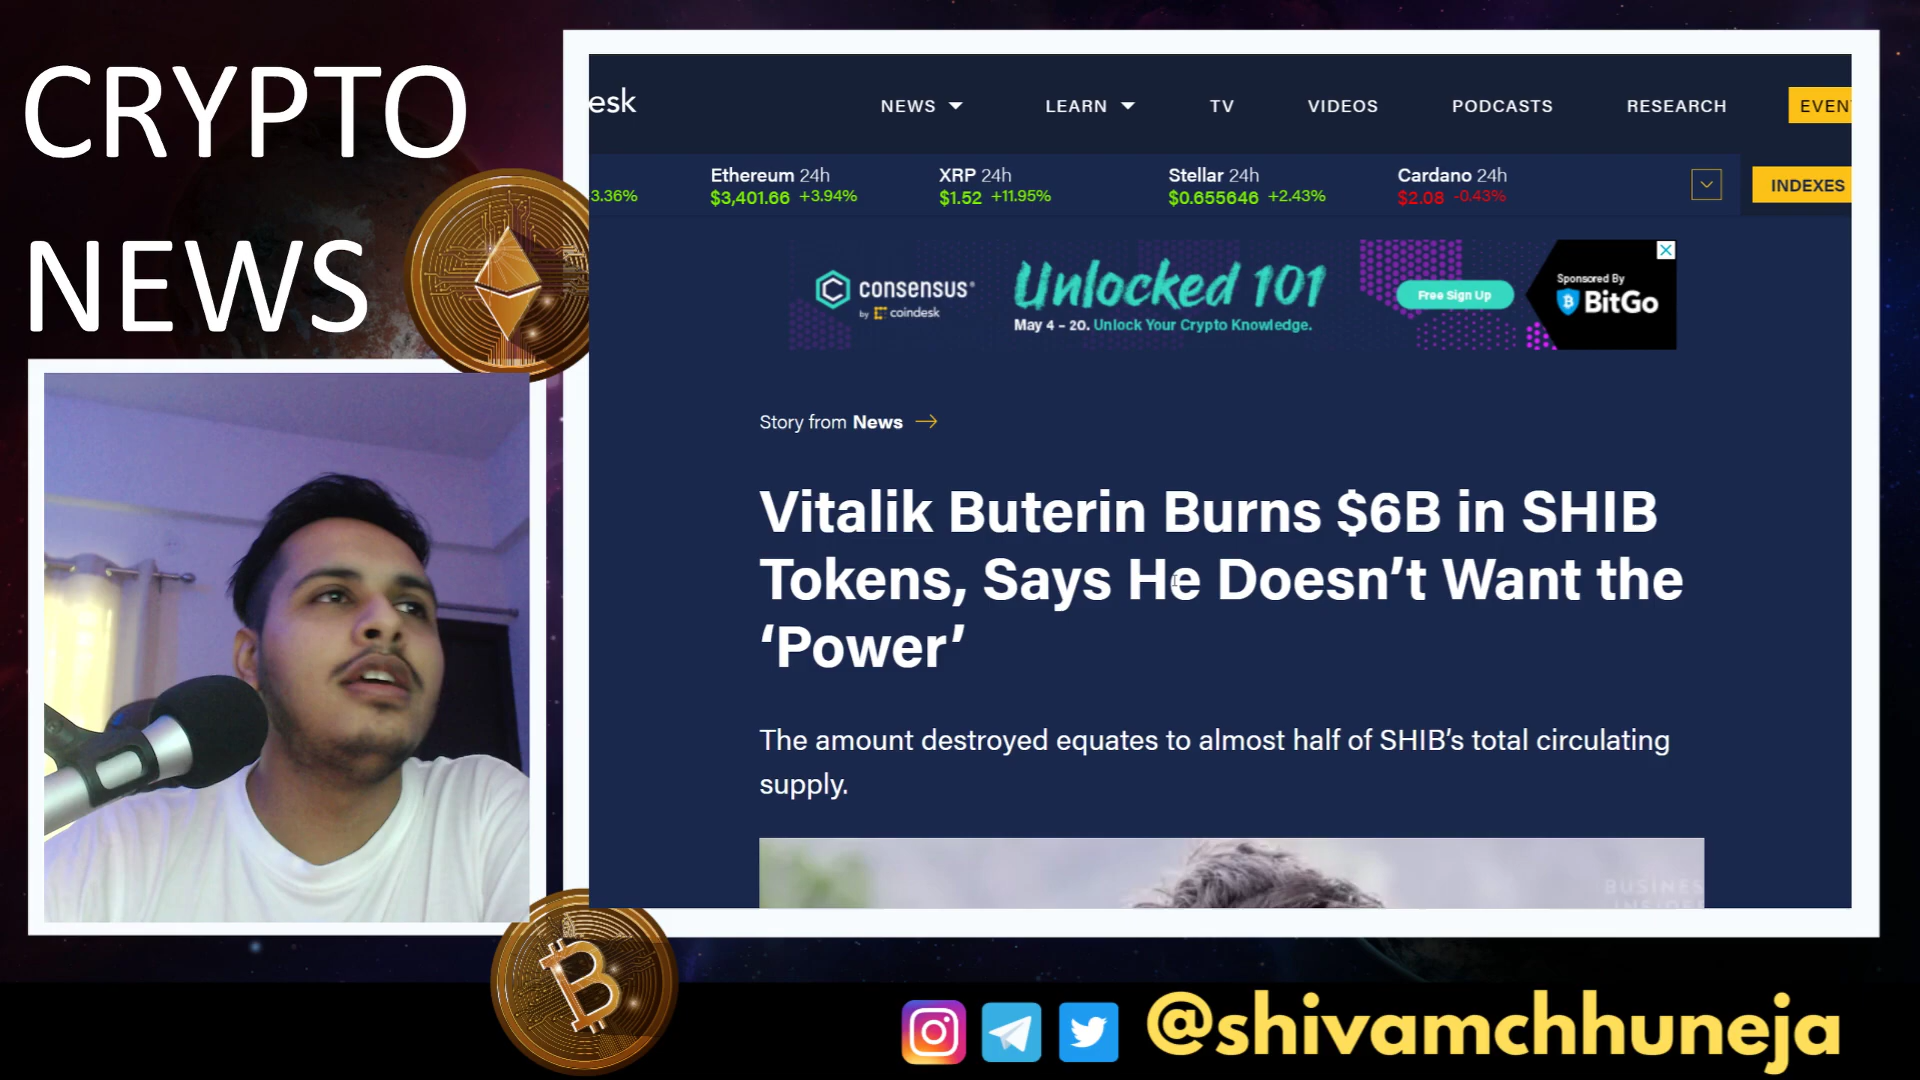 CRYPTO
NEWS
esk
NEWS
LEARN
TV
VIDEOS
PODCASTS
RESEARCH
EVEN
3.36%
Ethereum 24h
$3,401.66 +3.94%
XRP 24h
$1.52 +11.95%
Stellar 24h
$0.655646 +2.43%
Cardano 24h
$2.08 -0.43%
INDEXES
consensus
by coindesk
Unlocked 101
May 4 – 20. Unlock Your Crypto Knowledge.
Free Sign Up
Sponsored By
BitGo
Story from News
Vitalik Buterin Burns $6B in SHIB
Tokens, Says He Doesn’t Want the
‘Power’
The amount destroyed equates to almost half of SHIB’s total circulating
supply.
BUSINES
INSIDE
@shivamchhuneja